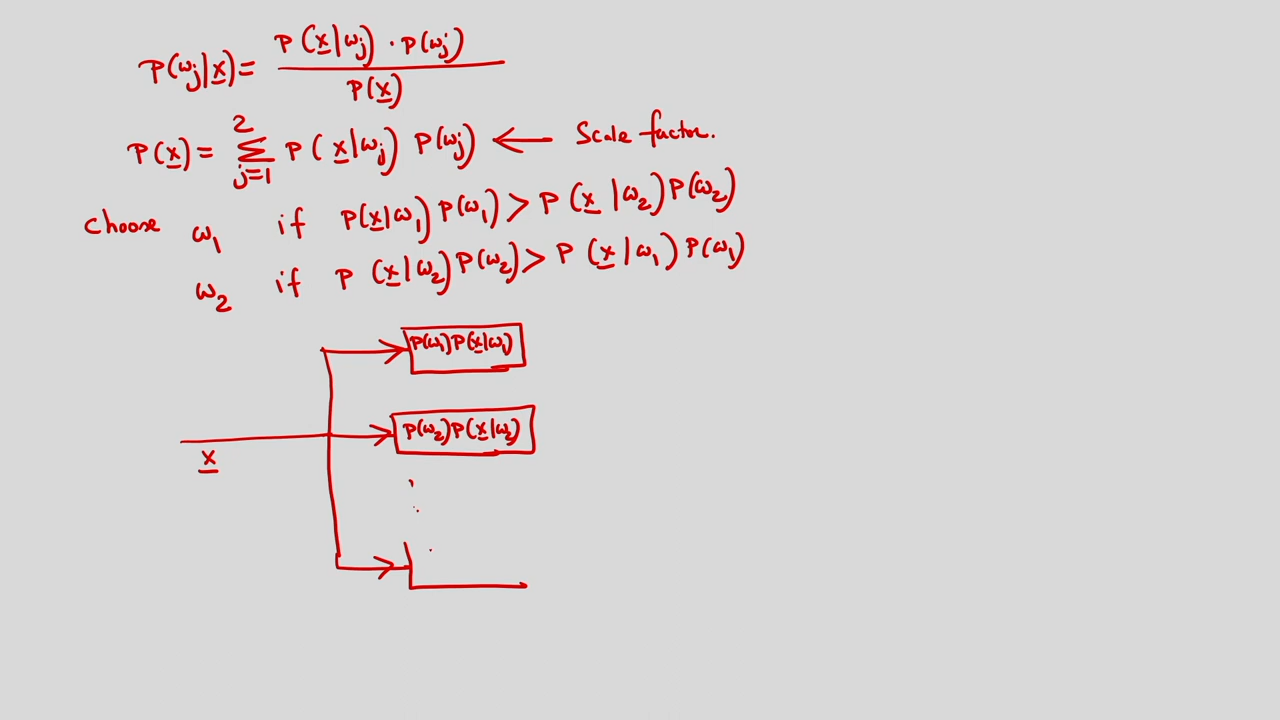 P(ωj|x) = P(x|ωj) · P(ωj) / P(x)
P(x) = Σ_{j=1}^{2} P(x|ωj) P(ωj) ← Scale factor.
Choose ω1 if P(x|ω1) P(ω1) > P(x|ω2) P(ω2)
ω2 if P(x|ω2) P(ω2) > P(x|ω1) P(ω1)
P(ω1) P(x|ω1)
P(ω2) P(x|ω2)
x